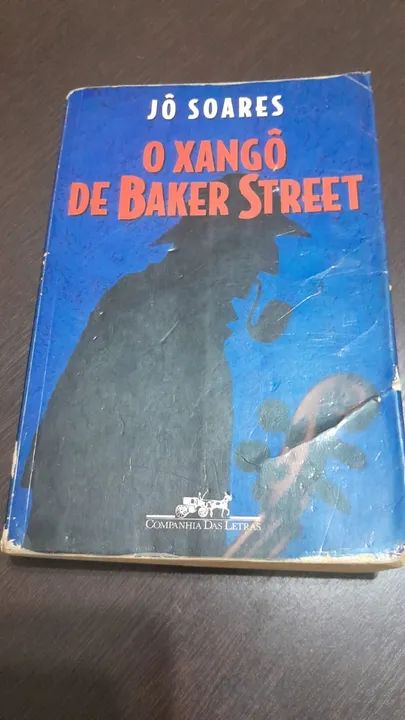 JÔ SOARES
O XANGÔ
DE BAKER STREET
COMPANHIA DAS LETRAS